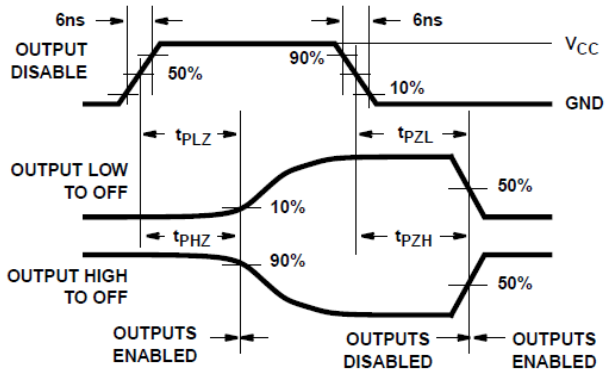 6ns
6ns
OUTPUT
DISABLE
50%
90%
10%
VCC
GND
tPLZ
tPZL
OUTPUT LOW
TO OFF
10%
50%
tPHZ
tPZH
OUTPUT HIGH
TO OFF
90%
50%
OUTPUTS
ENABLED
OUTPUTS
DISABLED
OUTPUTS
ENABLED